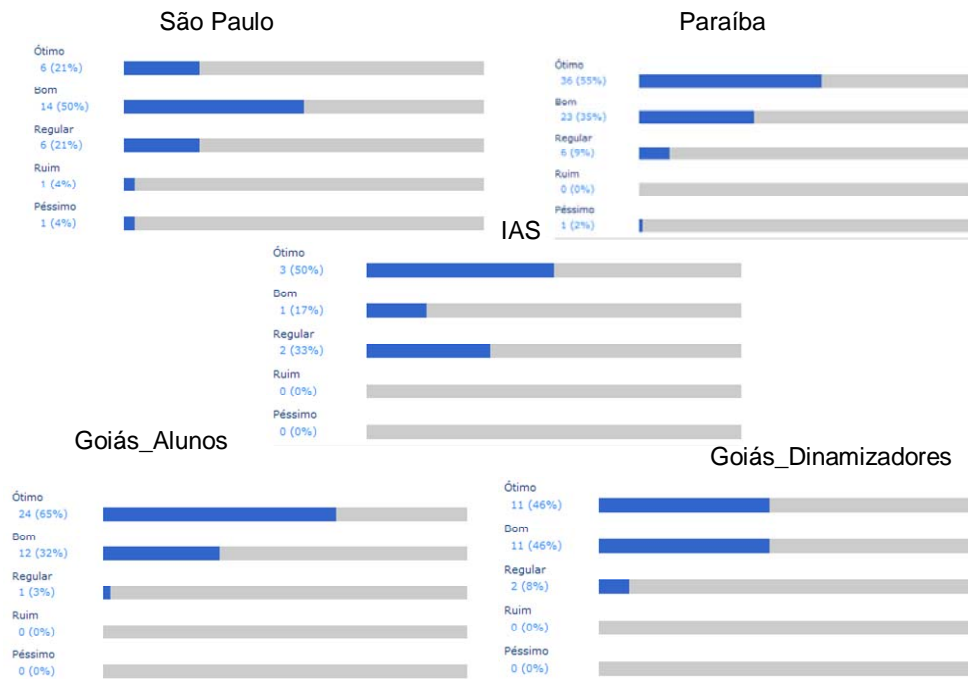 São Paulo
Ótimo
6 (21%)
Bom
14 (50%)
Regular
6 (21%)
Ruim
1 (4%)
Péssimo
1 (4%)
Paraíba
Ótimo
36 (55%)
Bom
23 (35%)
Regular
6 (9%)
Ruim
0 (0%)
Péssimo
1 (2%)
IAS
Ótimo
3 (50%)
Bom
1 (17%)
Regular
2 (33%)
Ruim
0 (0%)
Péssimo
0 (0%)
Goiás_Alunos
Ótimo
24 (65%)
Bom
12 (32%)
Regular
1 (3%)
Ruim
0 (0%)
Péssimo
0 (0%)
Goiás_Dinamizadores
Ótimo
11 (46%)
Bom
11 (46%)
Regular
2 (8%)
Ruim
0 (0%)
Péssimo
0 (0%)